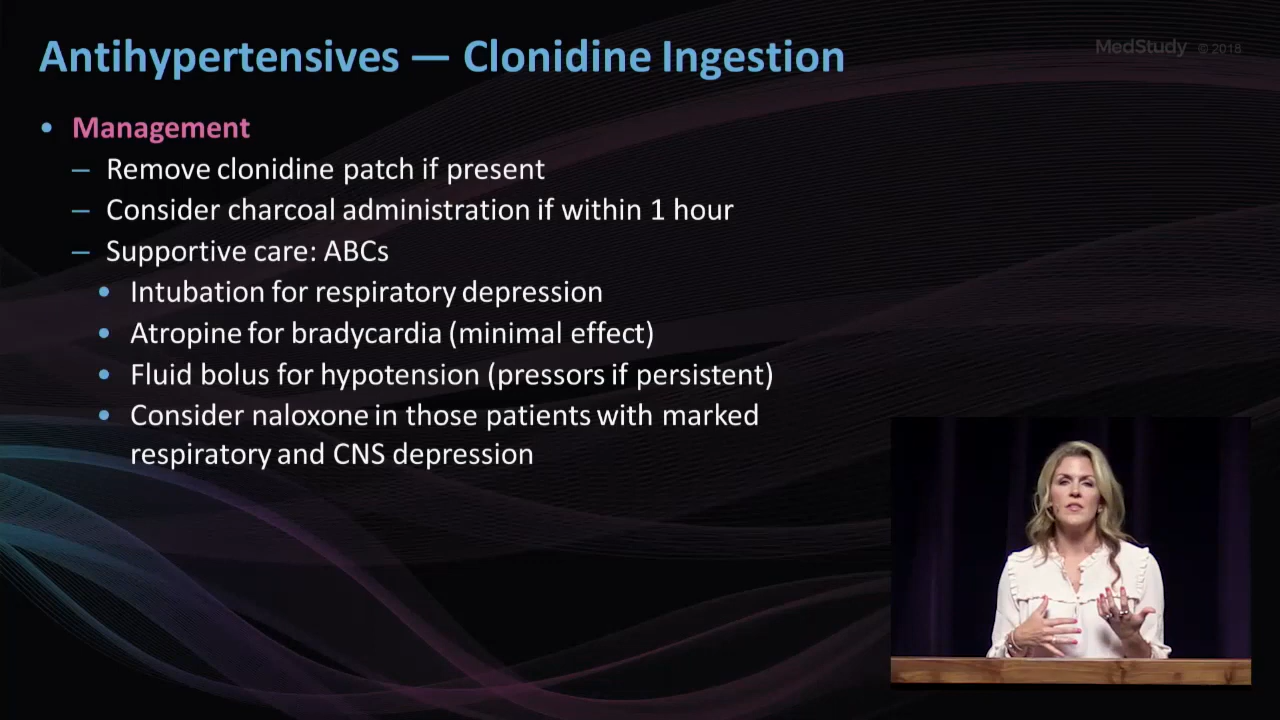 Antihypertensives — Clonidine Ingestion
MedStudy © 2018
• Management
– Remove clonidine patch if present
– Consider charcoal administration if within 1 hour
– Supportive care: ABCs
• Intubation for respiratory depression
• Atropine for bradycardia (minimal effect)
• Fluid bolus for hypotension (pressors if persistent)
• Consider naloxone in those patients with marked
respiratory and CNS depression